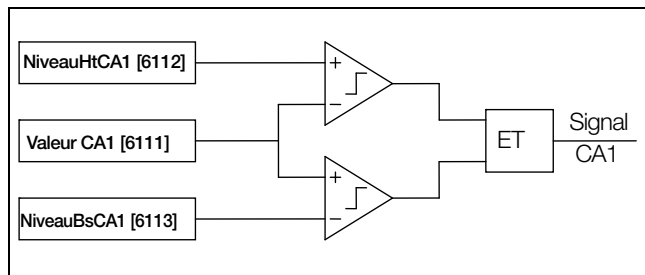 NiveauHtCA1 [6112]
+
−
Valeur CA1 [6111]
ET
Signal
CA1
+
−
NiveauBsCA1 [6113]